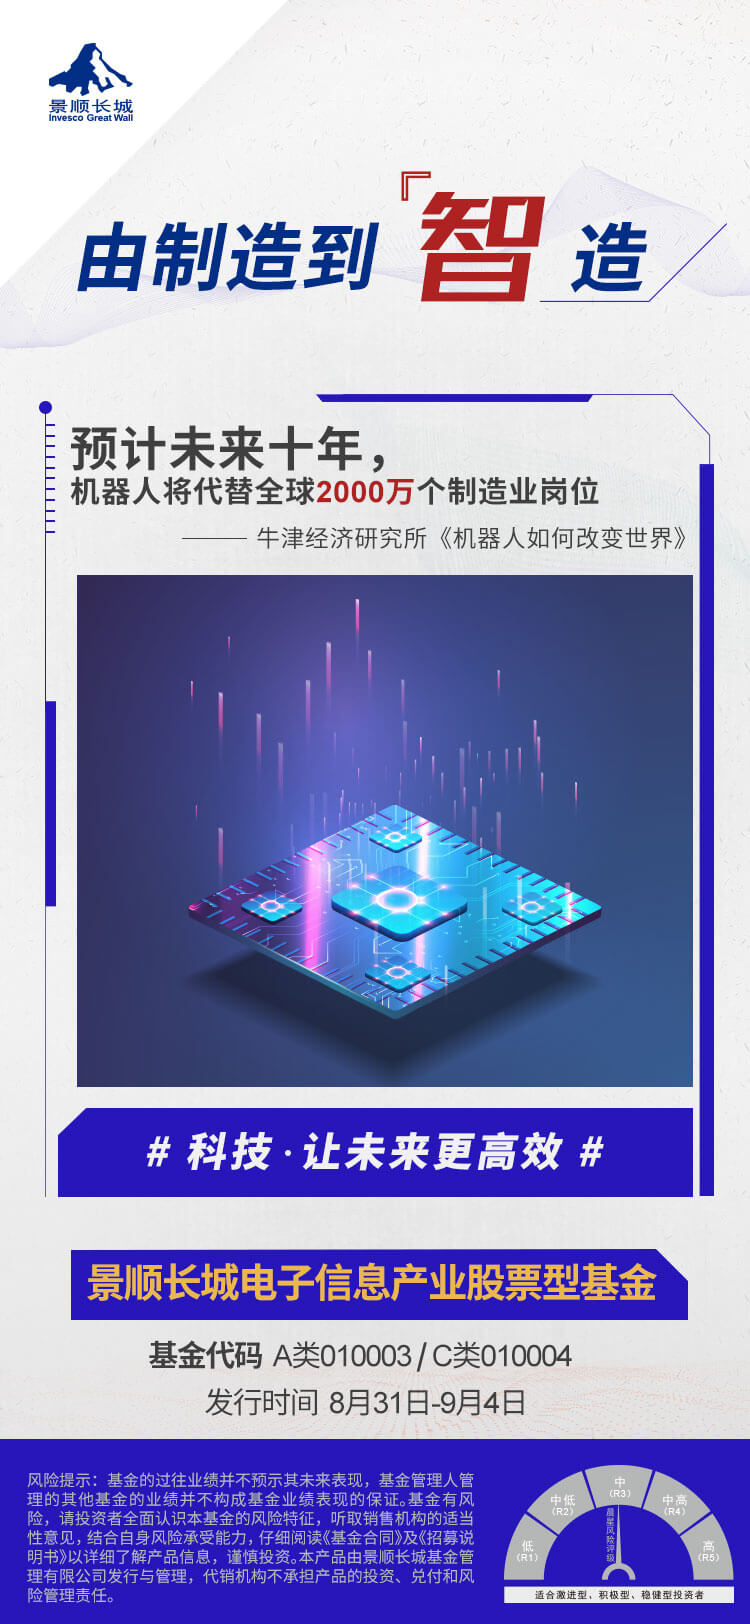 景顺长城
Invesco Great Wall
由制造到『智造
预计未来十年，
机器人将代替全球2000万个制造业岗位
——— 牛津经济研究所《机器人如何改变世界》
# 科技·让未来更高效 #
景顺长城电子信息产业股票型基金
基金代码 A类010003 / C类010004
发行时间 8月31日-9月4日
风险提示：基金的过往业绩并不预示其未来表现，基金管理人管
理的其他基金的业绩并不构成基金业绩表现的保证。基金有风
险，请投资者全面认识本基金的风险特征，听取销售机构的适当
性意见，结合自身风险承受能力，仔细阅读《基金合同》及《招募说
明书》以详细了解产品信息，谨慎投资。本产品由景顺长城基金管
理有限公司发行与管理，代销机构不承担产品的投资、兑付和风
险管理责任。
低
（R1）
中低
（R2）
中
（R3）
中高
（R4）
高
（R5）
晨星风险评级
适合激进型、积极型、稳健型投资者